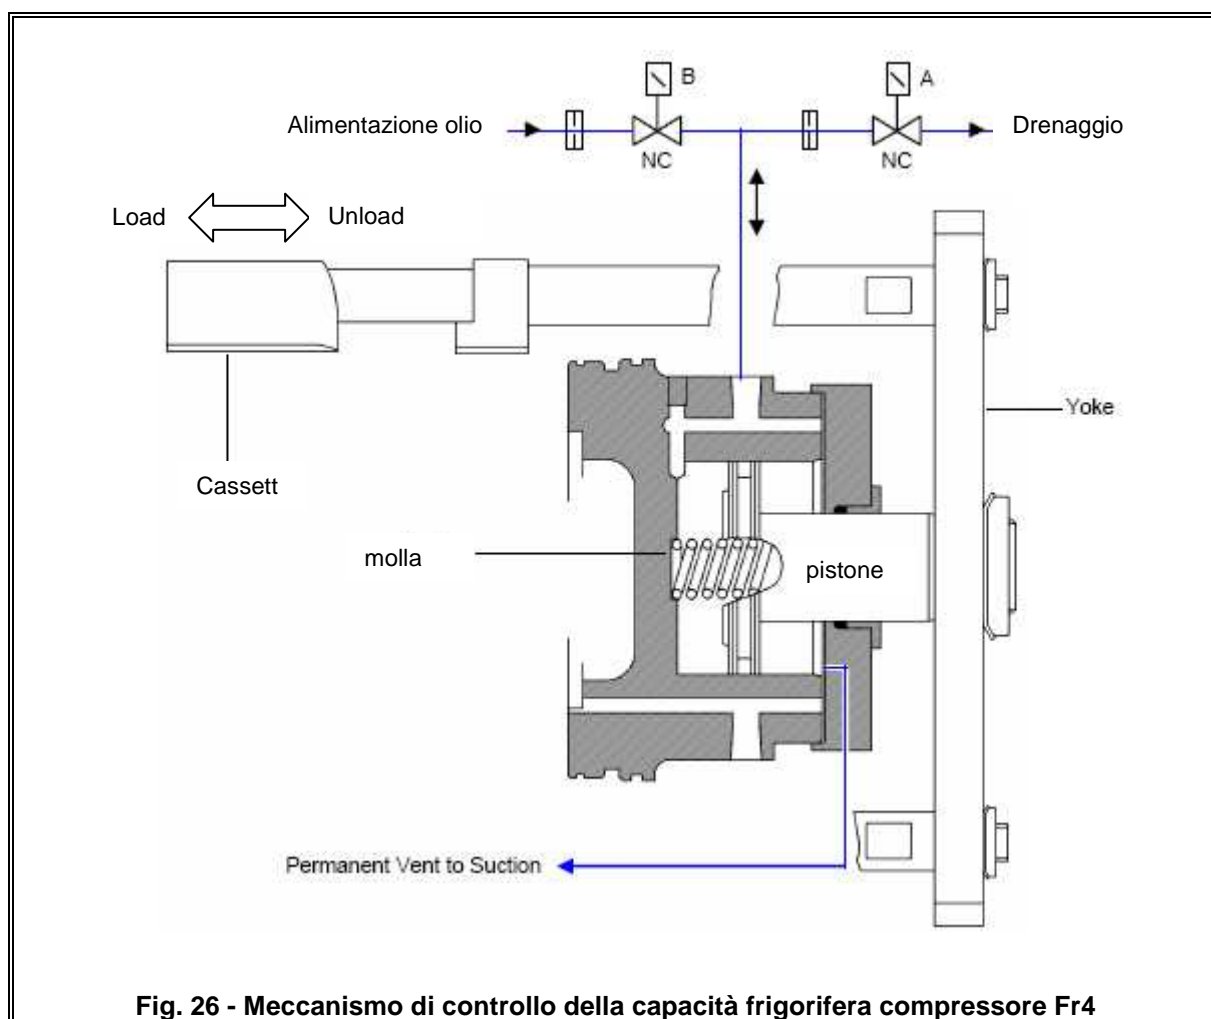 B
A
Alimentazione olio
Drenaggio
NC
NC
Load
Unload
Yoke
Cassett
molla
pistone
Permanent Vent to Suction
Fig. 26 - Meccanismo di controllo della capacità frigorifera compressore Fr4